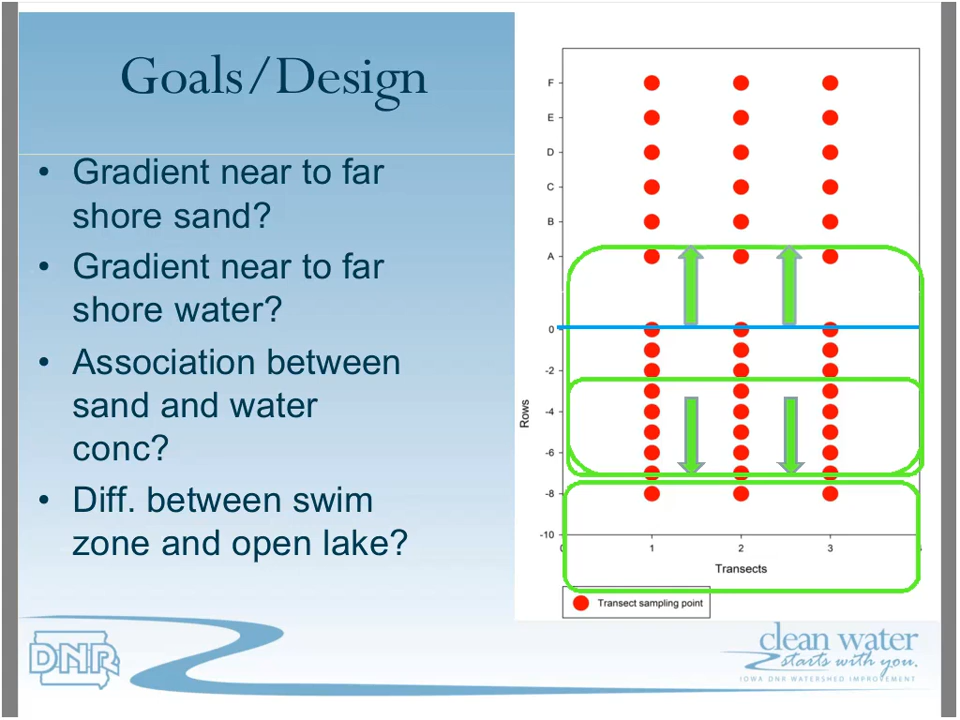 Goals/Design
• Gradient near to far
shore sand?
• Gradient near to far
shore water?
• Association between
sand and water
conc?
• Diff. between swim
zone and open lake?
F
E
D
C
B
A
0
-2
-4
-6
-8
-10
Rows
0 1 2 3
Transects
Transect sampling point
DNR
clean water
starts with you.
IOWA DNR WATERSHED IMPROVEMENT